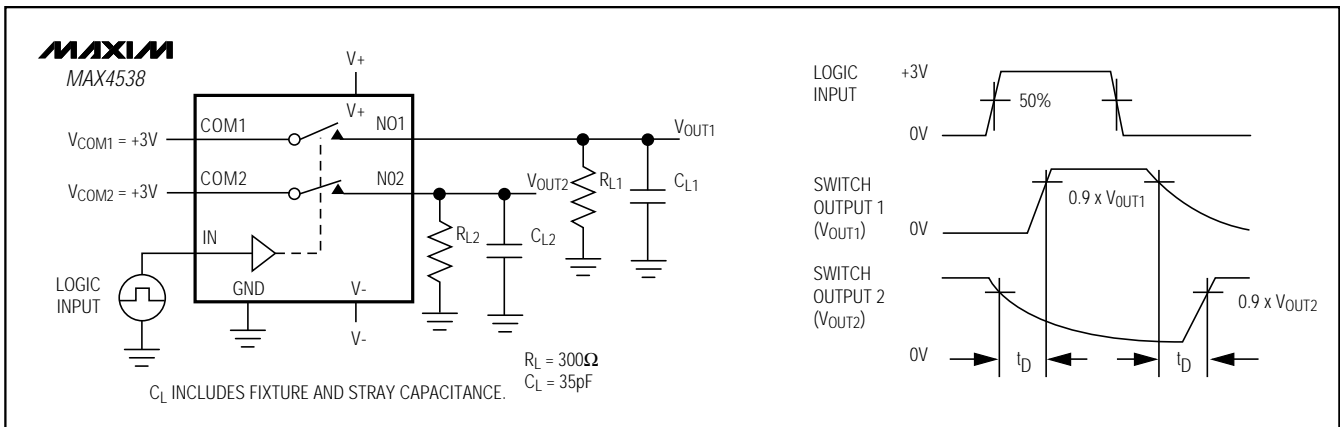 MAXIM
MAX4538
V+
V+
VCOM1 = +3V
COM1
NO1
VOUT1
VCOM2 = +3V
COM2
N02
VOUT2
RL1
CL1
RL2
CL2
IN
LOGIC
INPUT
GND
V-
V-
RL = 300Ω
CL = 35pF
CL INCLUDES FIXTURE AND STRAY CAPACITANCE.
LOGIC
INPUT
+3V
50%
0V
SWITCH
OUTPUT 1
(VOUT1)
0V
0.9 x VOUT1
SWITCH
OUTPUT 2
(VOUT2)
0V
0.9 x VOUT2
tD
tD